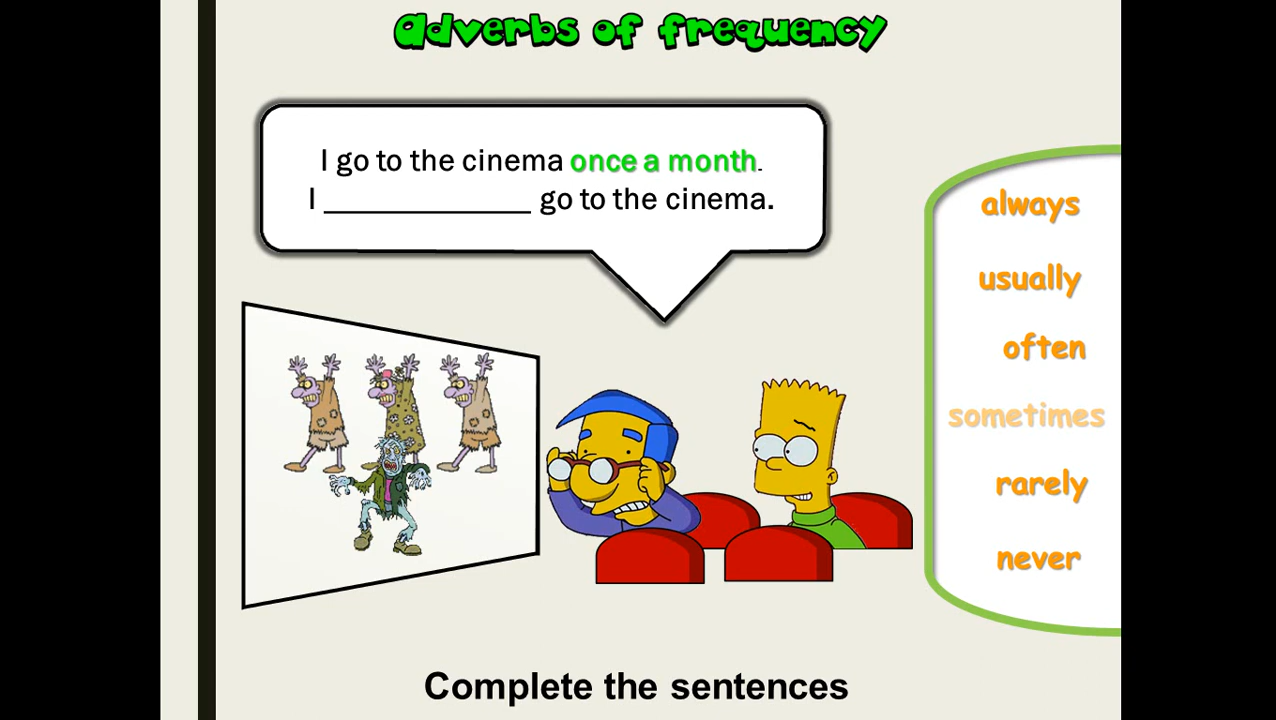 Adverbs of frequency
I go to the cinema once a month.
I _____________ go to the cinema.
always
usually
often
sometimes
rarely
never
Complete the sentences